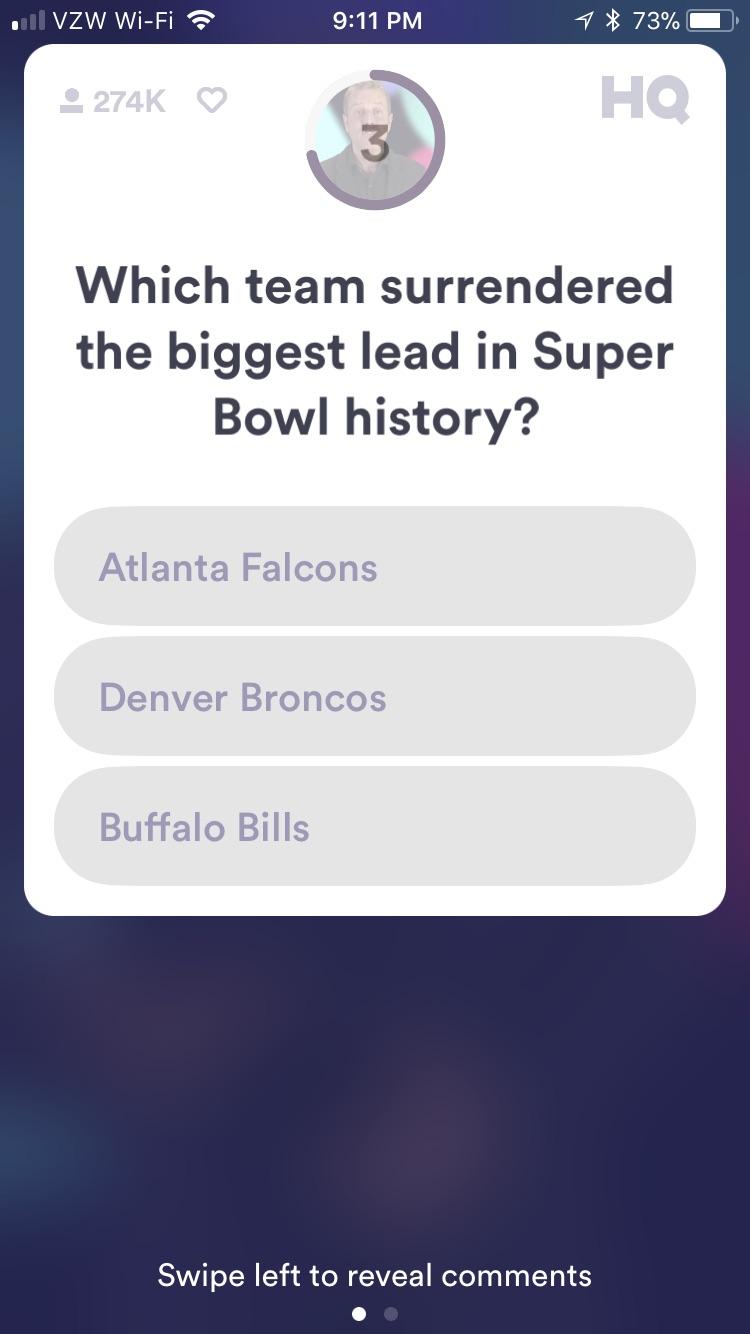 VZW Wi-Fi 9:11 PM 73%
274K HQ
3
Which team surrendered
the biggest lead in Super
Bowl history?
Atlanta Falcons
Denver Broncos
Buffalo Bills
Swipe left to reveal comments